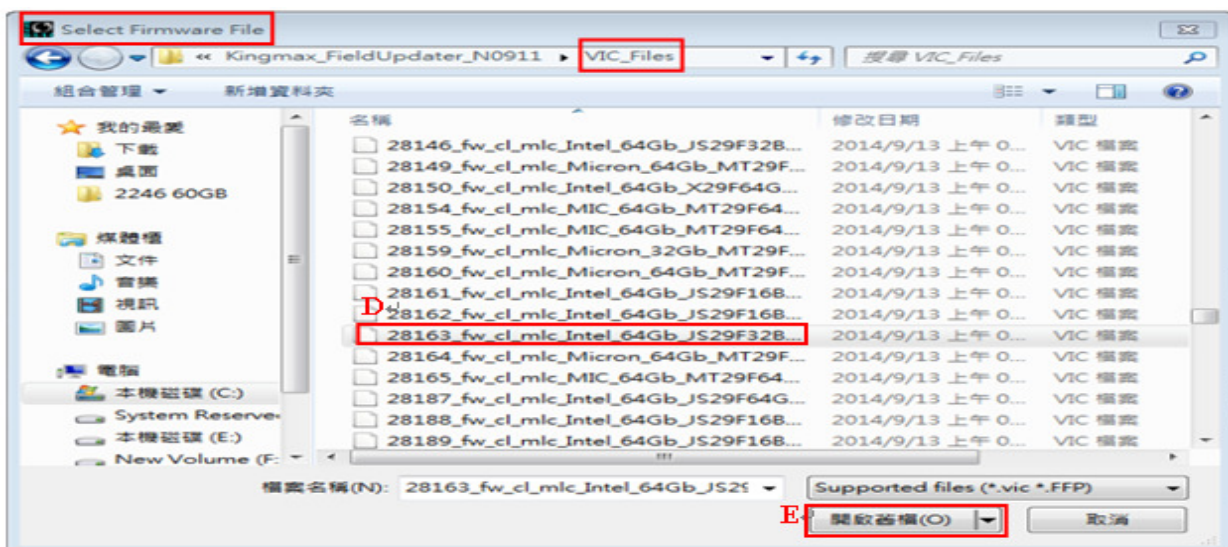 Select Firmware File
« Kingmax_FieldUpdater_N0911 ▸ VIC_Files
搜尋 VIC_Files
組合管理 ▾ 新增資料夾
我的最愛
下載
桌面
2246 60GB
媒體櫃
文件
音樂
視訊
圖片
電腦
本機磁碟 (C:)
System Reserve
本機磁碟 (E:)
New Volume (F:
名稱 修改日期 類型
28146_fw_cl_mlc_Intel_64Gb_JS29F32B... 2014/9/13 上午 0... VIC 檔案
28149_fw_cl_mlc_Micron_64Gb_MT29F... 2014/9/13 上午 0... VIC 檔案
28150_fw_cl_mlc_Intel_64Gb_X29F64G... 2014/9/13 上午 0... VIC 檔案
28154_fw_cl_mlc_MIC_64Gb_MT29F64... 2014/9/13 上午 0... VIC 檔案
28155_fw_cl_mlc_MIC_64Gb_MT29F64... 2014/9/13 上午 0... VIC 檔案
28159_fw_cl_mlc_Micron_32Gb_MT29F... 2014/9/13 上午 0... VIC 檔案
28160_fw_cl_mlc_Micron_64Gb_MT29F... 2014/9/13 上午 0... VIC 檔案
28161_fw_cl_mlc_Intel_64Gb_JS29F16B... 2014/9/13 上午 0... VIC 檔案
D
28162_fw_cl_mlc_Intel_64Gb_JS29F16B... 2014/9/13 上午 0... VIC 檔案
28163_fw_cl_mlc_Intel_64Gb_JS29F32B... 2014/9/13 上午 0... VIC 檔案
28164_fw_cl_mlc_Micron_64Gb_MT29F... 2014/9/13 上午 0... VIC 檔案
28165_fw_cl_mlc_MIC_64Gb_MT29F64... 2014/9/13 上午 0... VIC 檔案
28187_fw_cl_mlc_Intel_64Gb_JS29F64G... 2014/9/13 上午 0... VIC 檔案
28188_fw_cl_mlc_Intel_64Gb_JS29F16B... 2014/9/13 上午 0... VIC 檔案
28189_fw_cl_mlc_Intel_64Gb_JS29F16B... 2014/9/13 上午 0... VIC 檔案
檔案名稱(N): 28163_fw_cl_mlc_Intel_64Gb_JS2 Supported files (*.vic *.FFP)
E 開啟舊檔(O) 取消